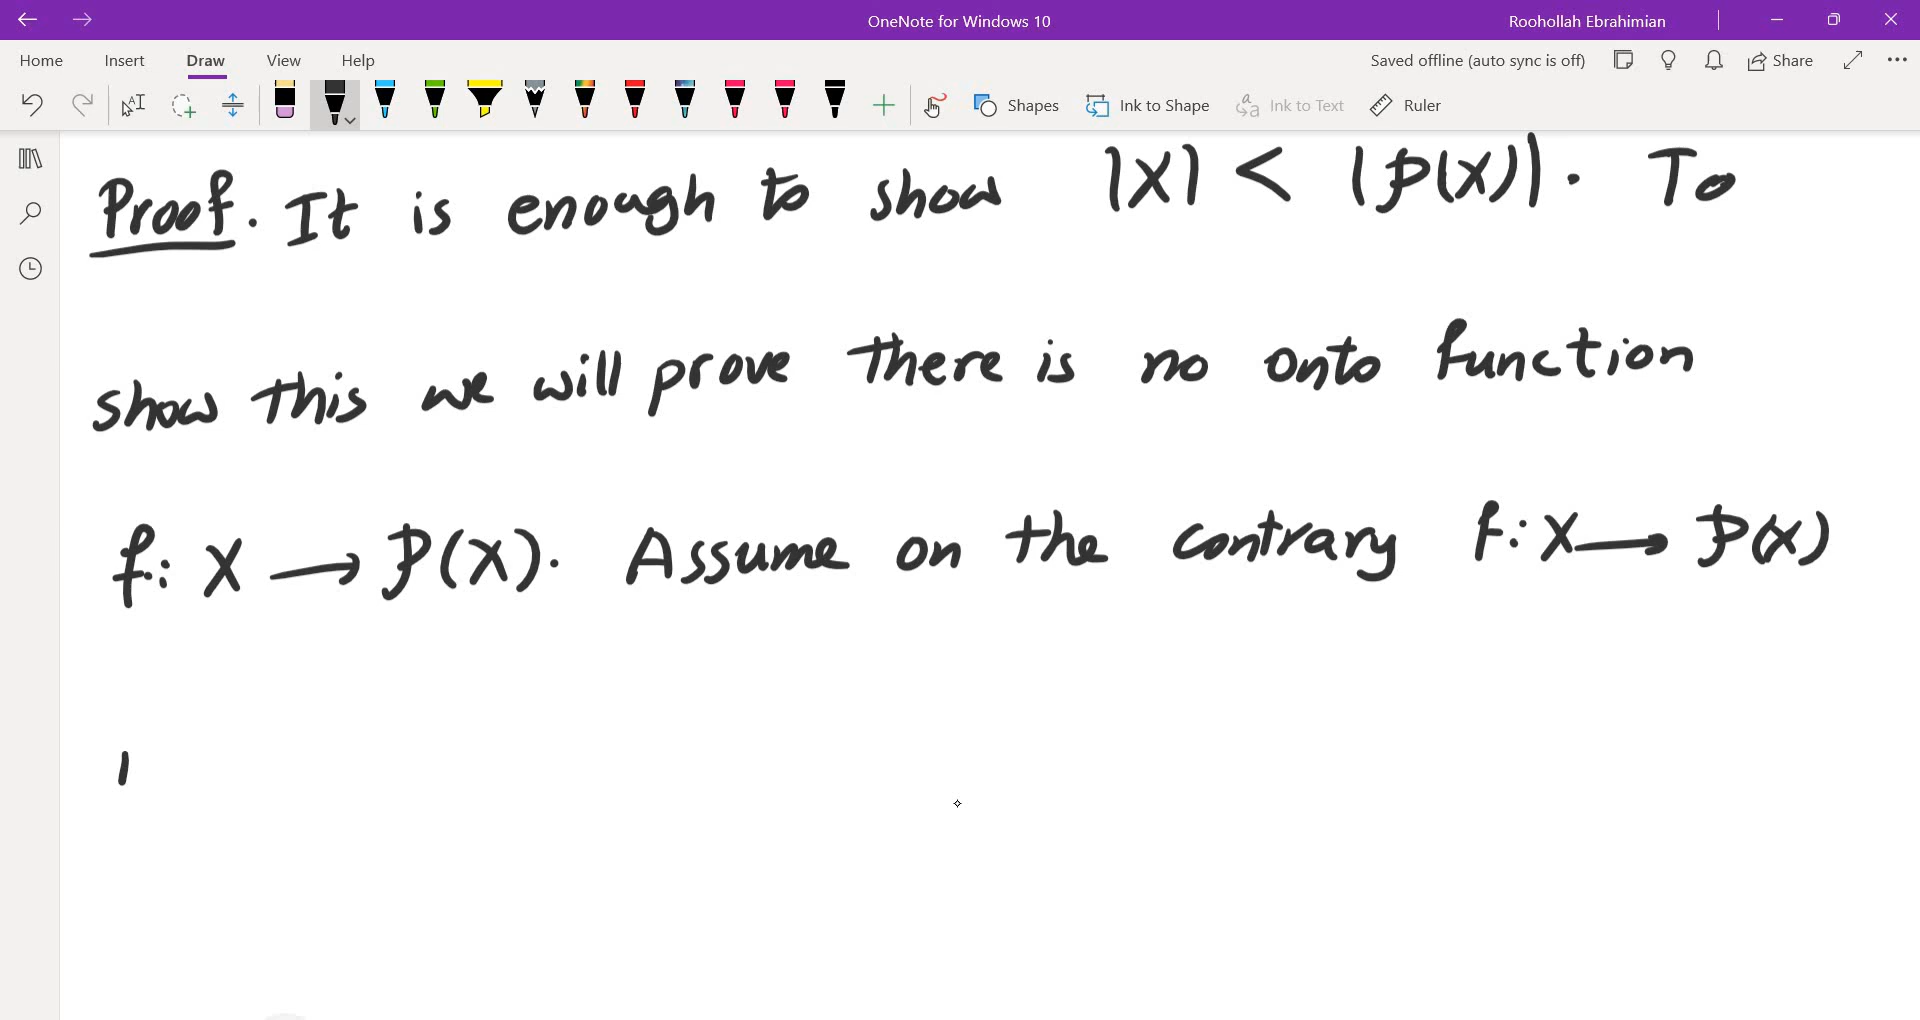 OneNote for Windows 10
Roohollah Ebrahimian
Home Insert Draw View Help
Saved offline (auto sync is off) Share
Shapes Ink to Shape Ink to Text Ruler
Proof. It is enough to show |X| < |P(X)|. To
show this we will prove there is no onto function
f: X → P(X). Assume on the contrary f: X → P(X)